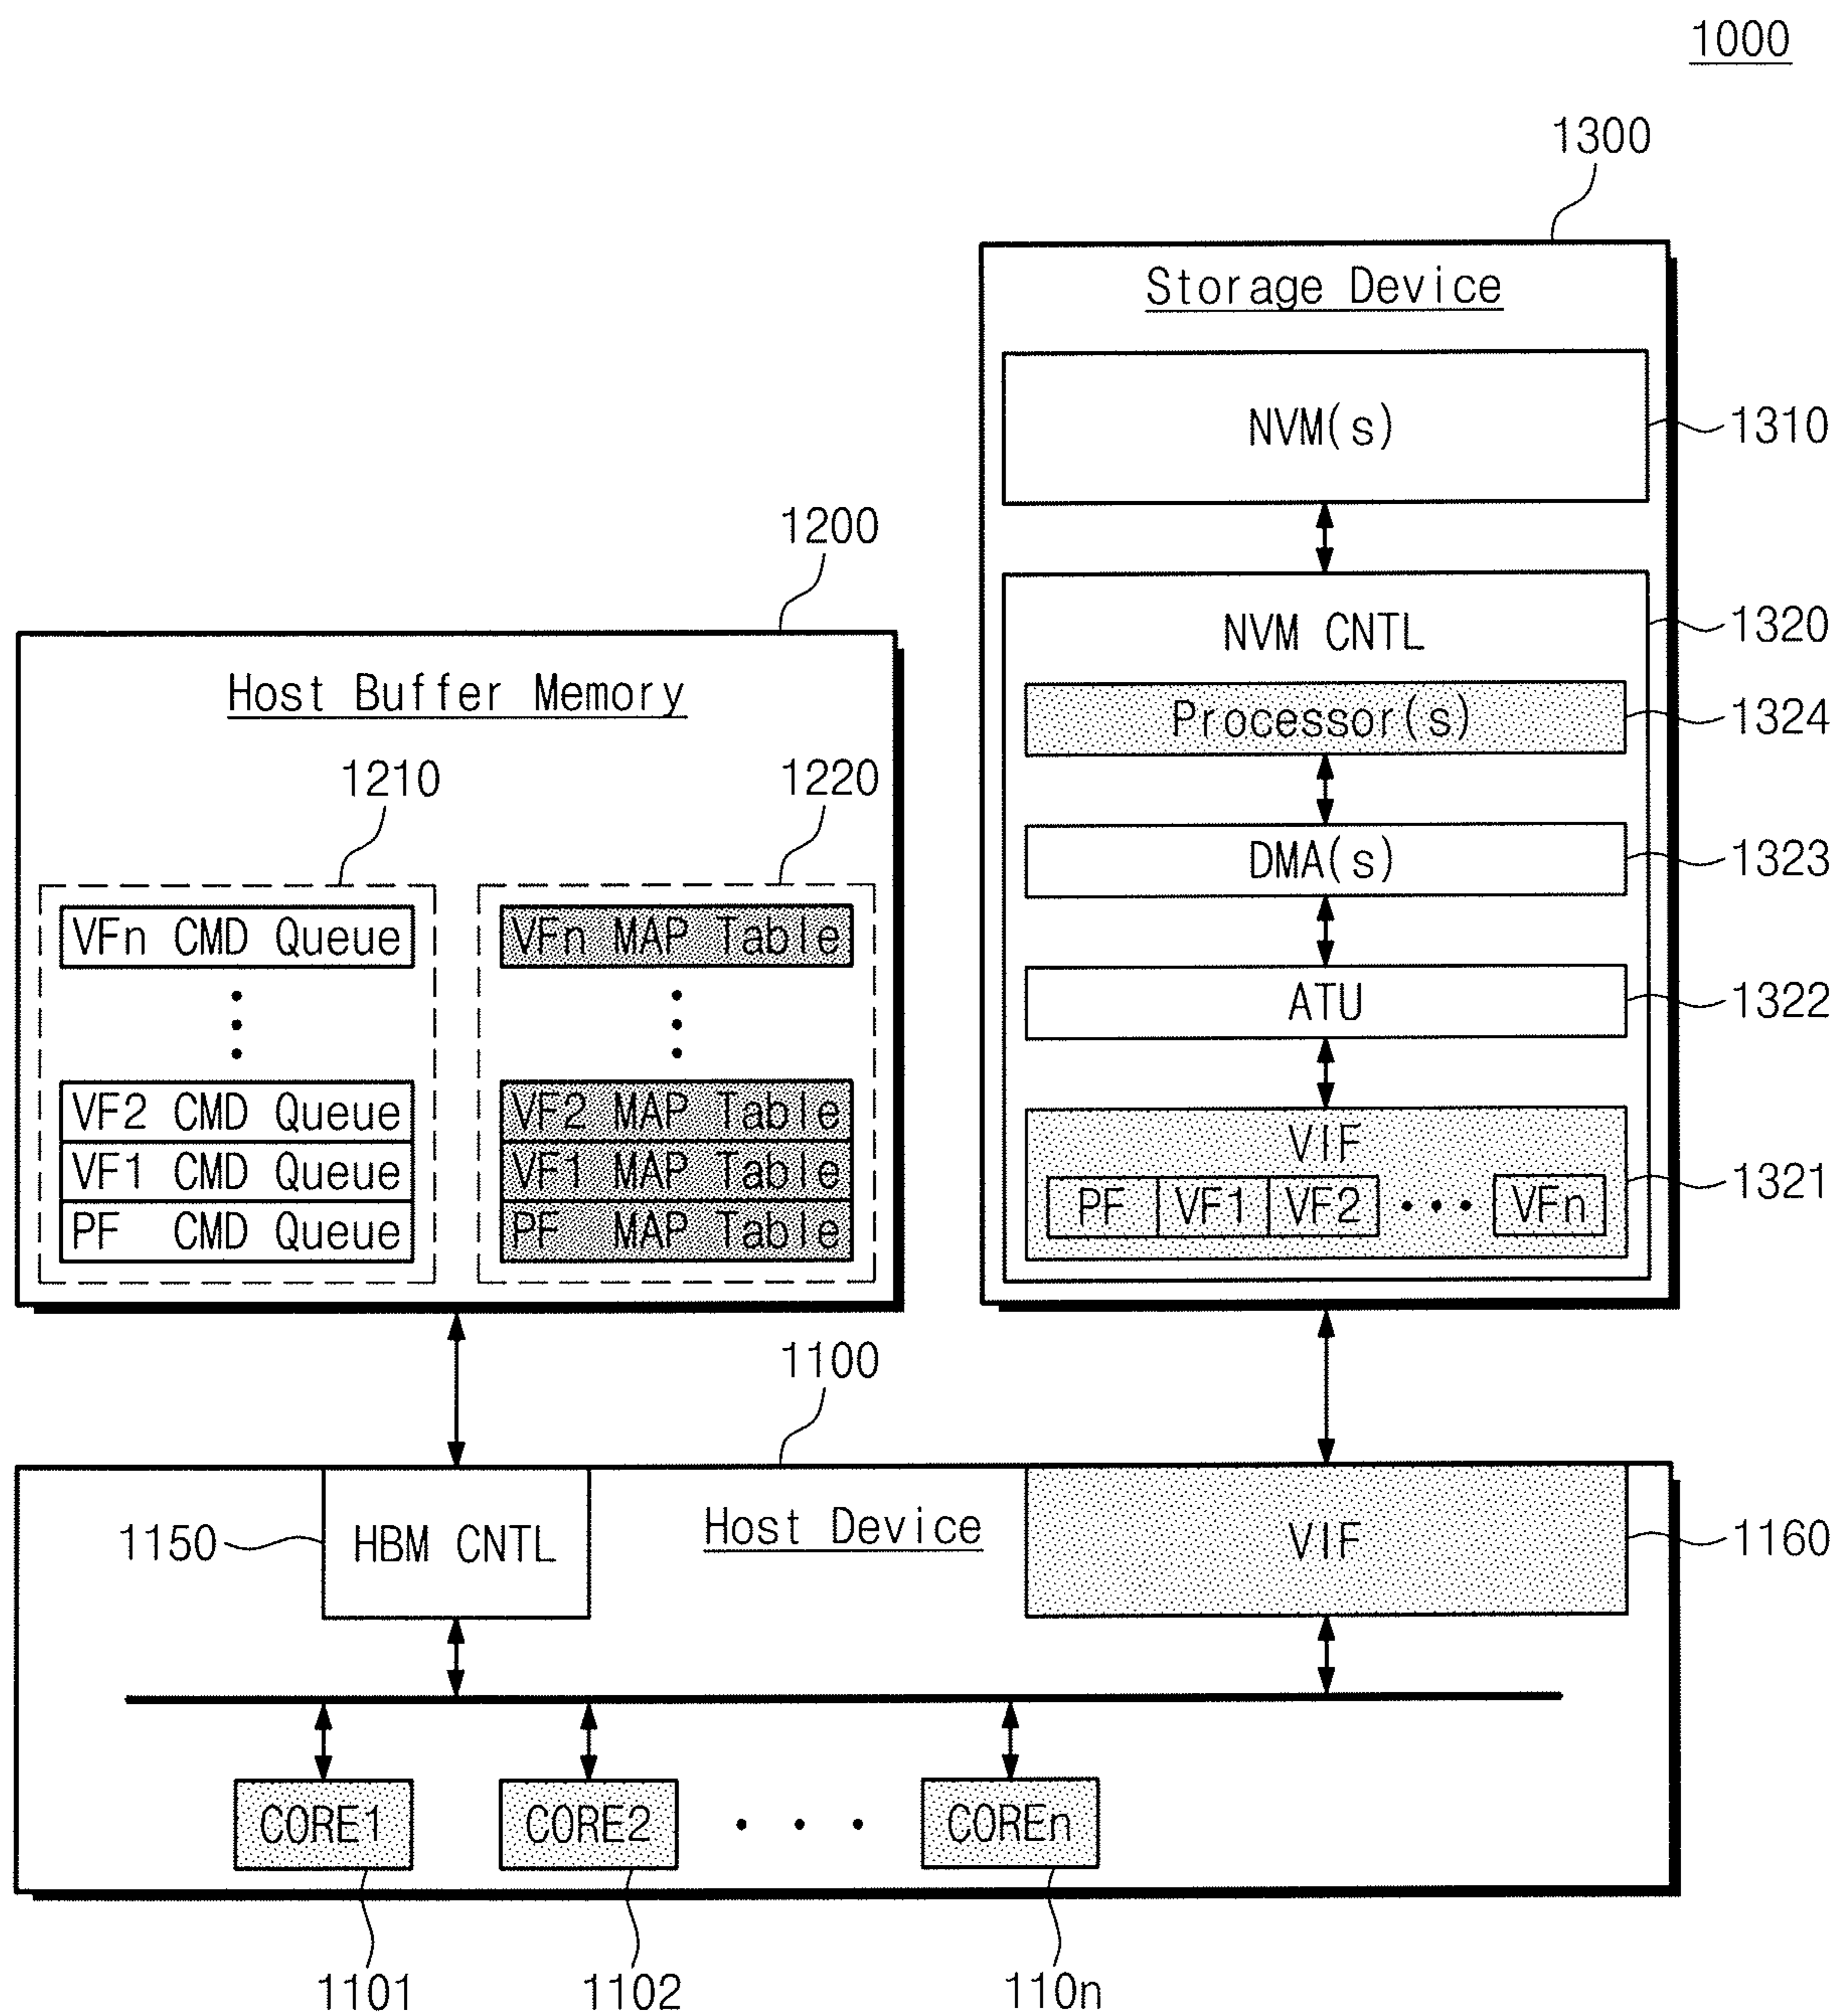 1000
1300
Storage Device
NVM(s)
1310
1200
NVM CNTL
1320
Host Buffer Memory
Processor(s)
1324
1210
1220
DMA(s)
1323
VFn CMD Queue
VFn MAP Table
ATU
1322
VF2 CMD Queue
VF2 MAP Table
VIF
VF1 CMD Queue
VF1 MAP Table
1321
PF CMD Queue
PF MAP Table
PF VF1 VF2 ••• VFn
1100
1150
HBM CNTL
Host Device
VIF
1160
CORE1
CORE2
COREn
1101
1102
110n